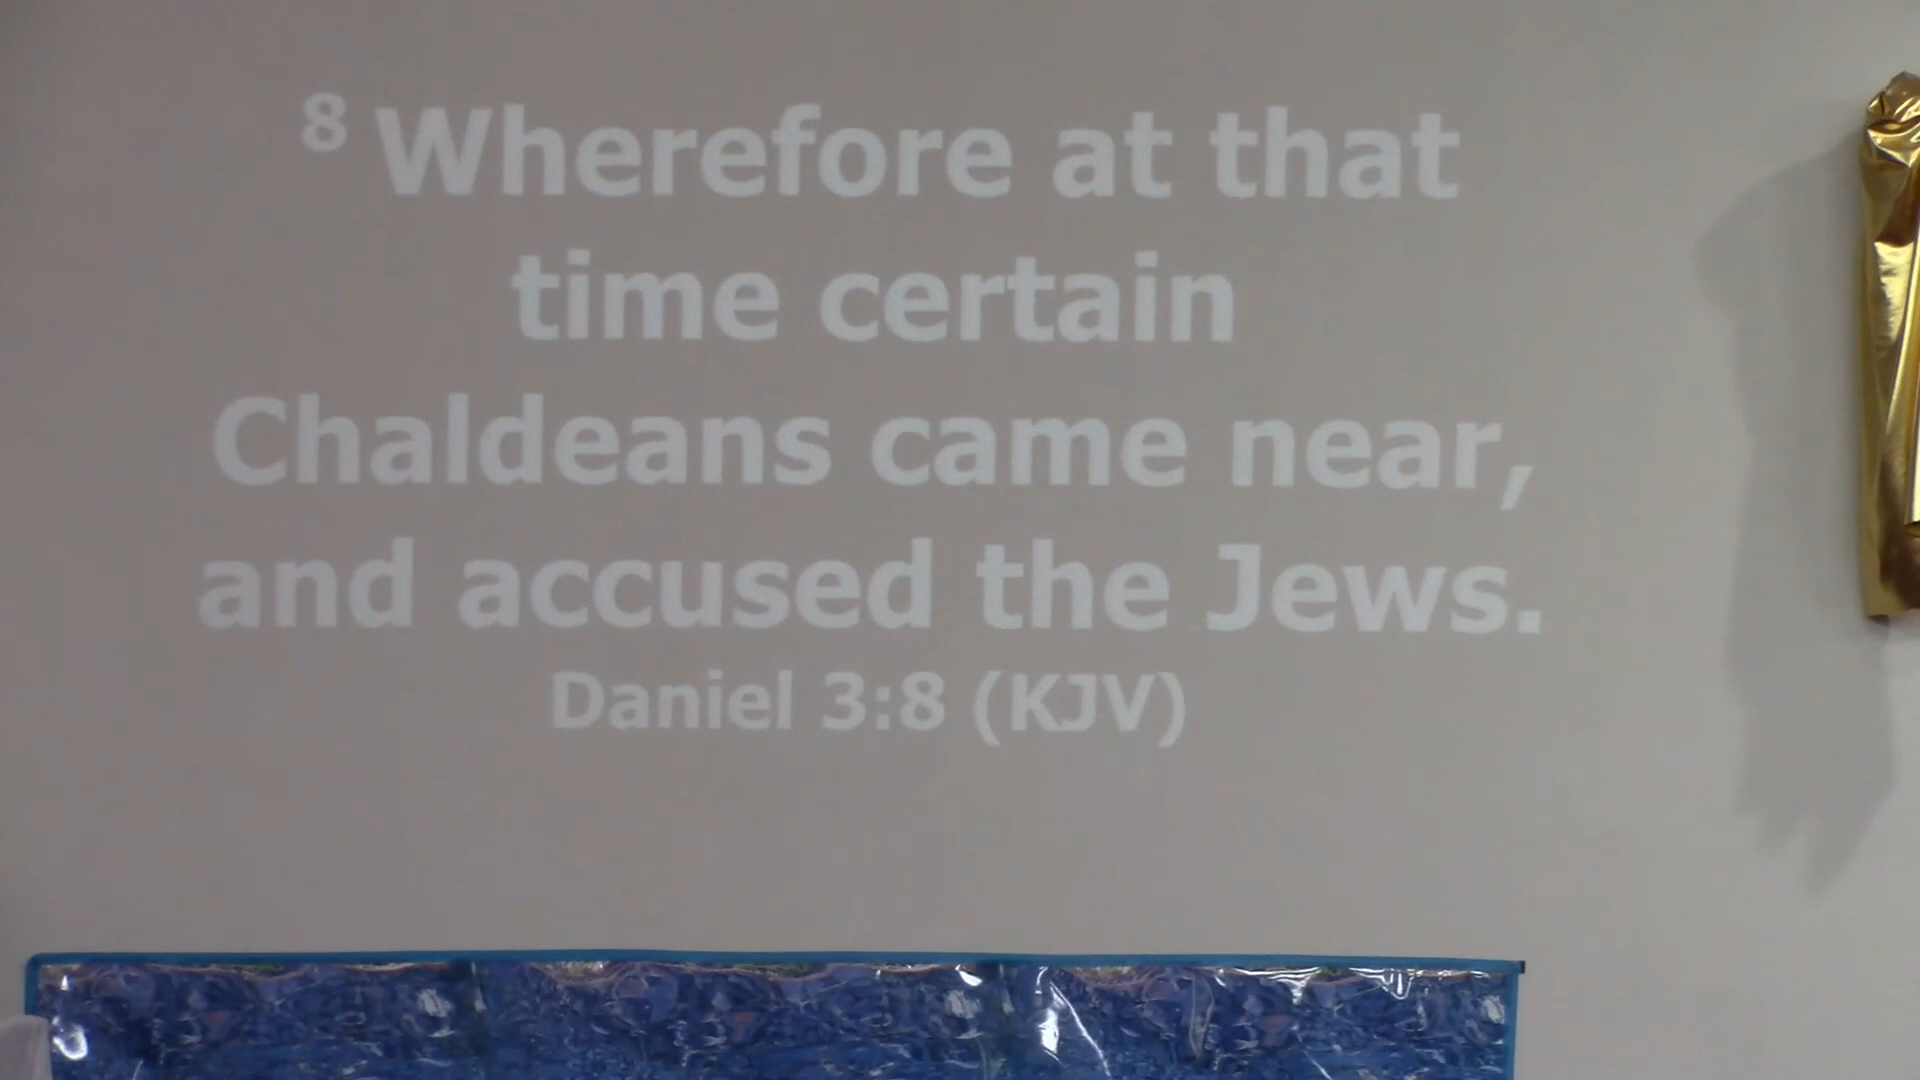 8 Wherefore at that
time certain
Chaldeans came near,
and accused the Jews.
Daniel 3:8 (KJV)